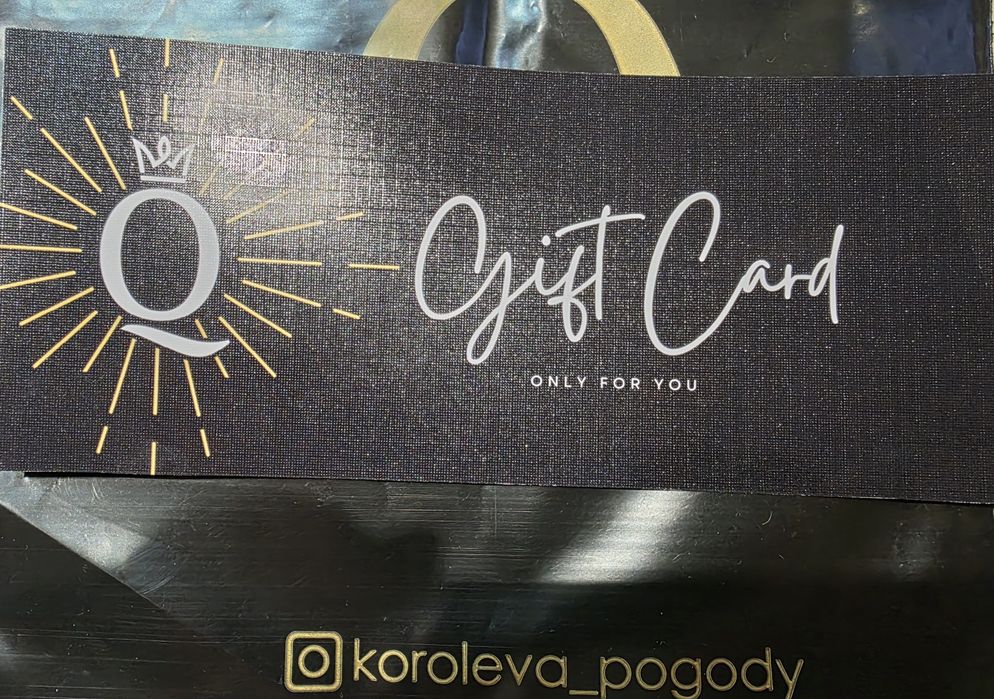 Q
Gift Card
ONLY FOR YOU
koroleva_pogody